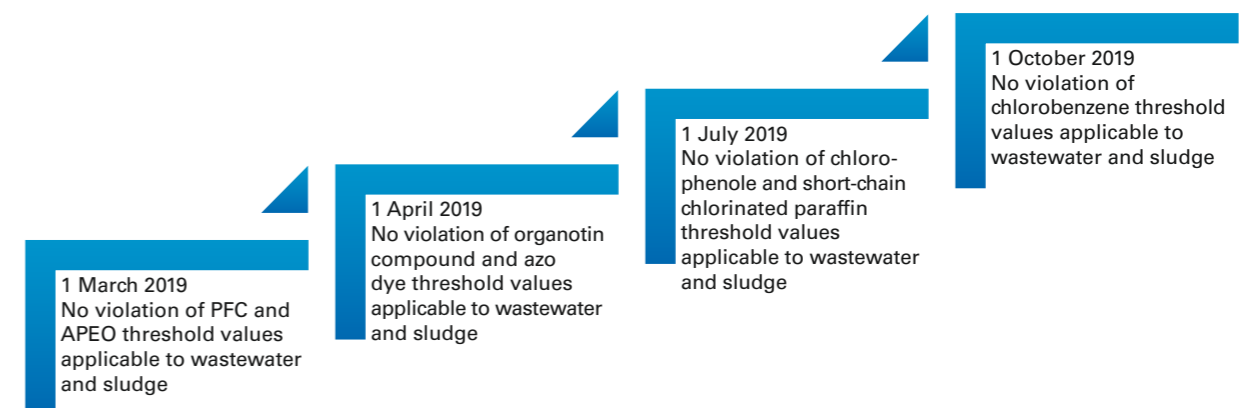 1 March 2019
No violation of PFC and
APEO threshold values
applicable to wastewater
and sludge
1 April 2019
No violation of organotin
compound and azo
dye threshold values
applicable to wastewater
and sludge
1 July 2019
No violation of chloro-
phenole and short-chain
chlorinated paraffin
threshold values
applicable to wastewater
and sludge
1 October 2019
No violation of
chlorobenzene threshold
values applicable to
wastewater and sludge